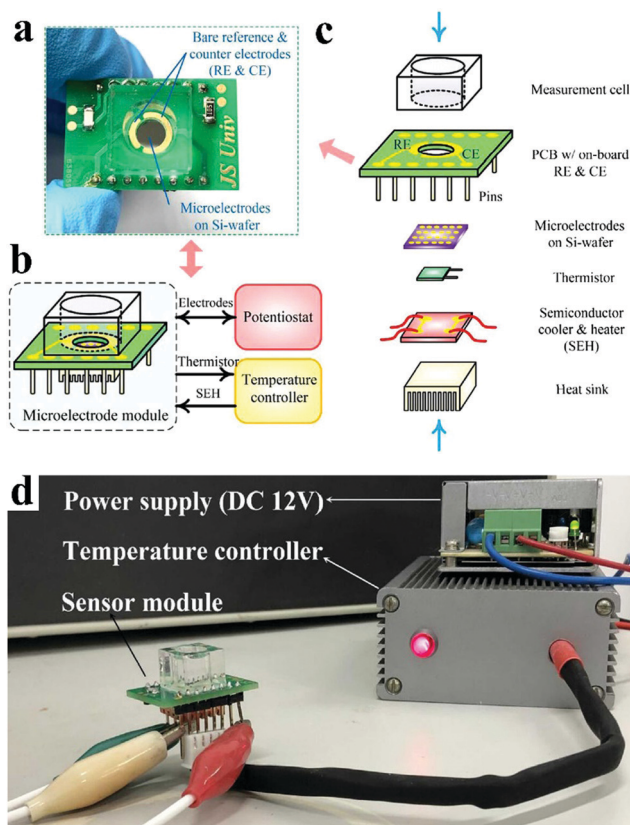 a
Bare reference &
counter electrodes
(RE & CE)
JS Univ
Microelectrodes
on Si-wafer
b
Electrodes
Potentiostat
Thermistor
SEH
Temperature
controller
Microelectrode module
c
Measurement cell
RE
CE
PCB w/ on-board
RE & CE
Pins
Microelectrodes
on Si-wafer
Thermistor
Semiconductor
cooler & heater
(SEH)
Heat sink
d
Power supply (DC 12V)
Temperature controller
Sensor module